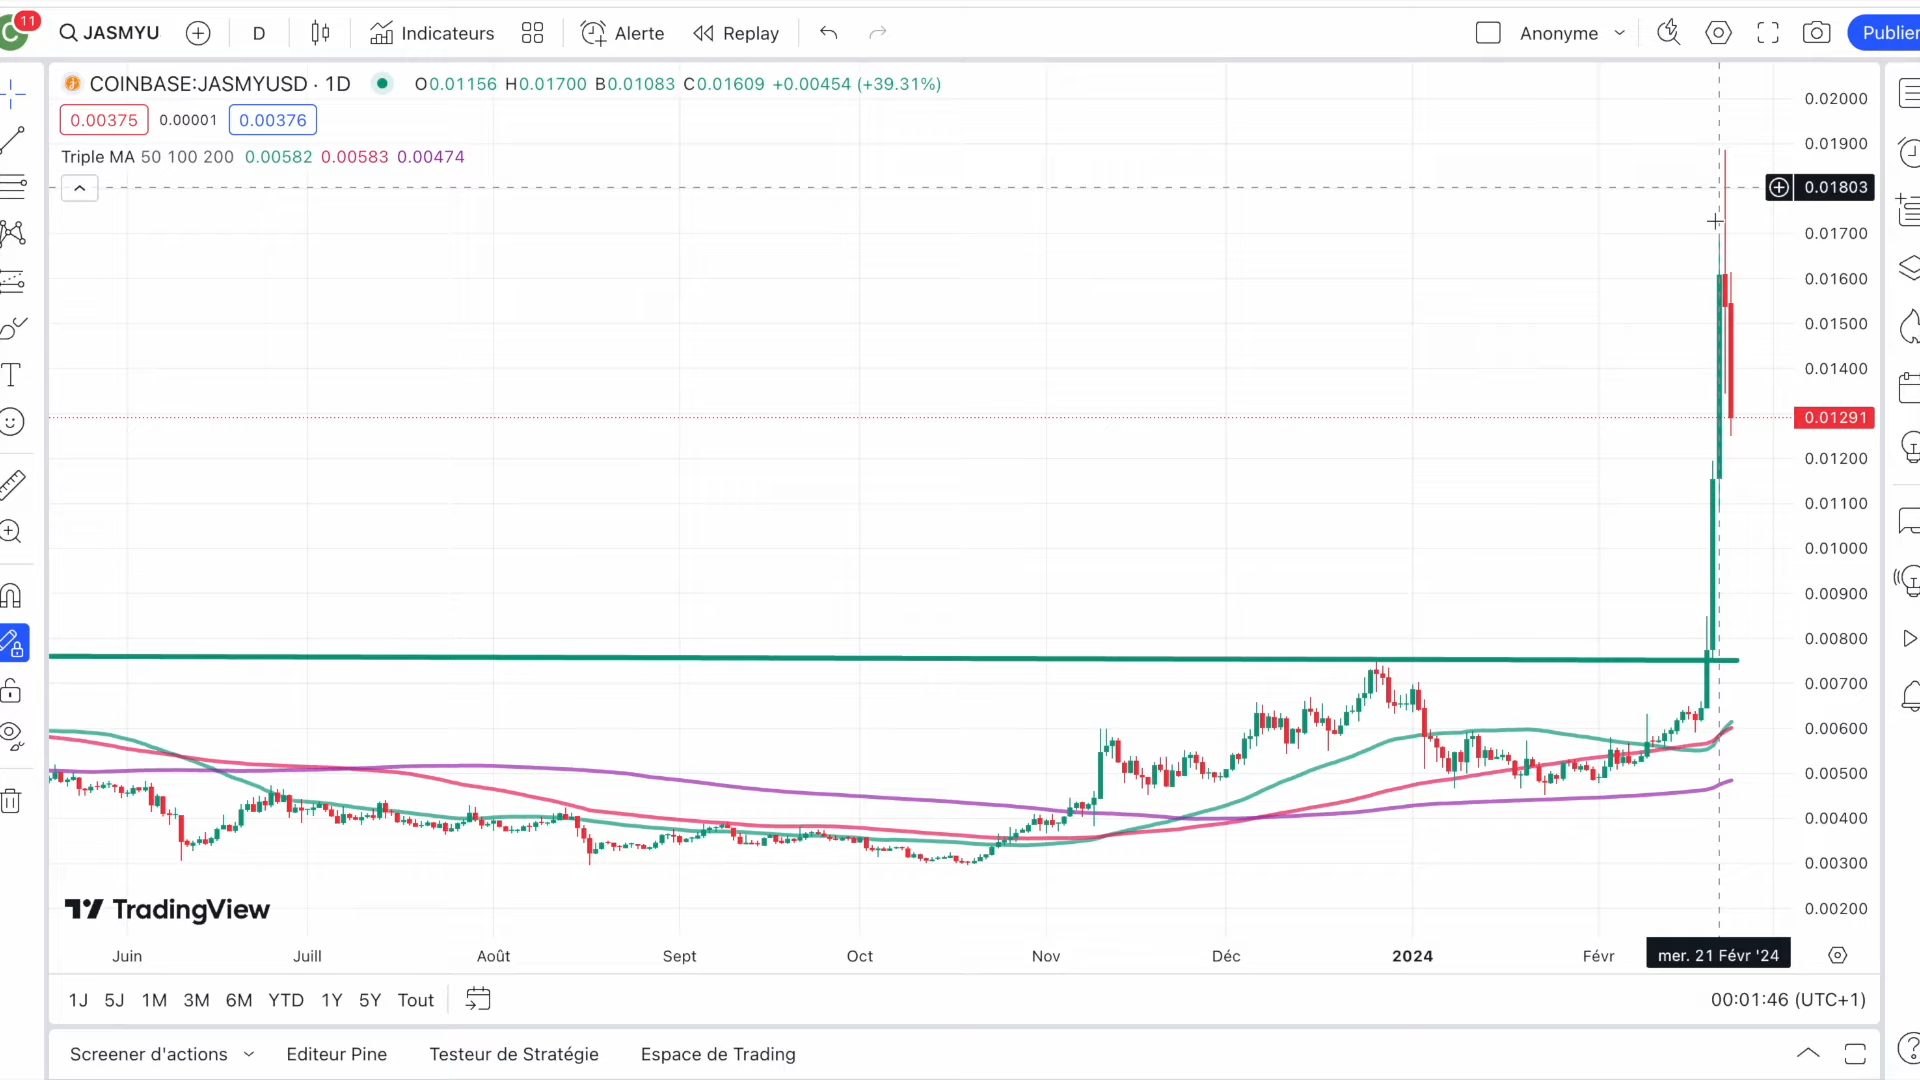 C 11 JASMYU D Indicateurs Alerte Replay Anonyme Publier
COINBASE:JASMYUSD · 1D O0.01156 H0.01700 B0.01083 C0.01609 +0.00454 (+39.31%)
0.00375 0.00001 0.00376
Triple MA 50 100 200 0.00582 0.00583 0.00474
0.02000
0.01900
0.01803
0.01700
0.01600
0.01500
0.01400
0.01291
0.01200
0.01100
0.01000
0.00900
0.00800
0.00700
0.00600
0.00500
0.00400
0.00300
0.00200
TradingView
Juin Juill Août Sept Oct Nov Déc 2024 Févr mer. 21 Févr '24
1J 5J 1M 3M 6M YTD 1Y 5Y Tout 00:01:46 (UTC+1)
Screener d'actions Editeur Pine Testeur de Stratégie Espace de Trading